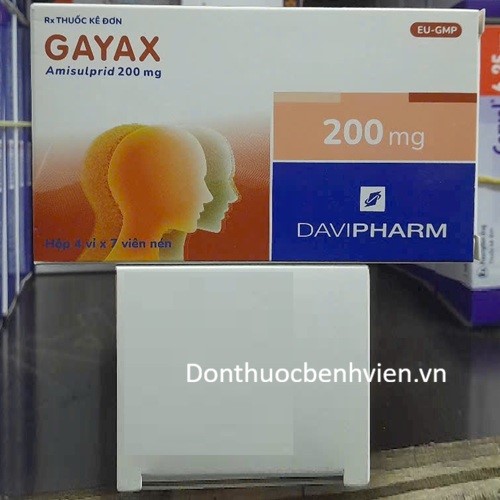 Rx THUỐC KÊ ĐƠN
EU-GMP
GAYAX
Amisulprid 200 mg
200 mg
DAVIPHARM
Hộp 4 vỉ x 7 viên nén
Donthuocbenhvien.vn